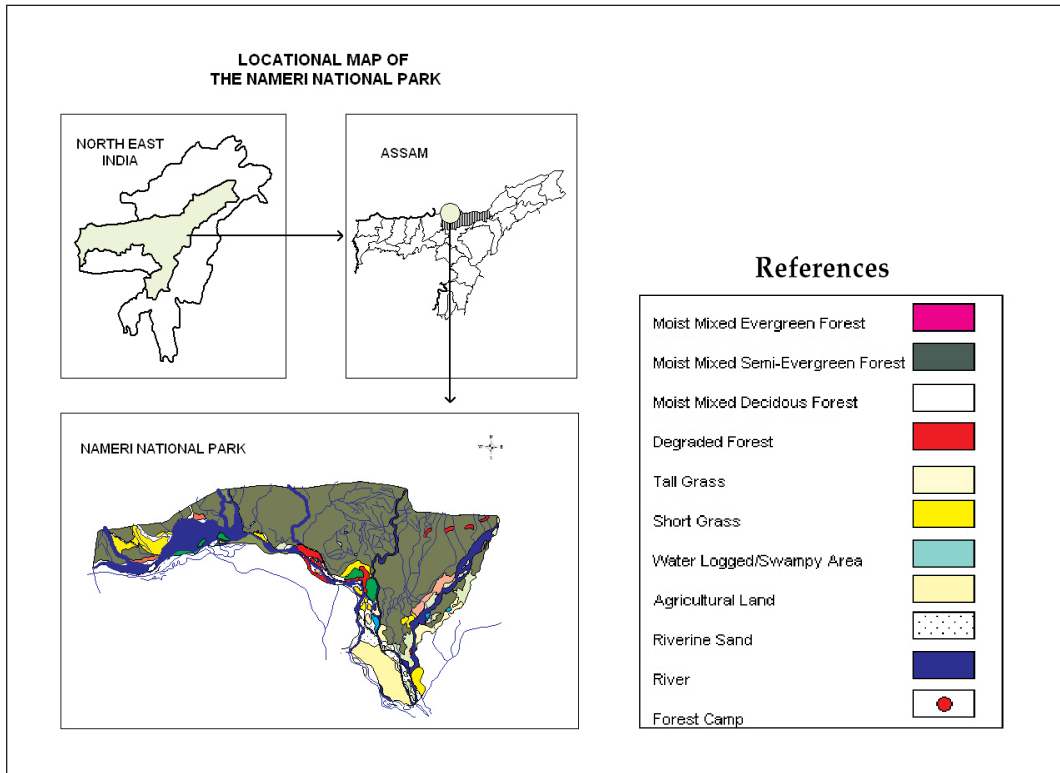 LOCATIONAL MAP OF
THE NAMERI NATIONAL PARK
NORTH EAST
INDIA
ASSAM
NAMERI NATIONAL PARK
References
Moist Mixed Evergreen Forest
Moist Mixed Semi-Evergreen Forest
Moist Mixed Decidous Forest
Degraded Forest
Tall Grass
Short Grass
Water Logged/Swampy Area
Agricultural Land
Riverine Sand
River
Forest Camp